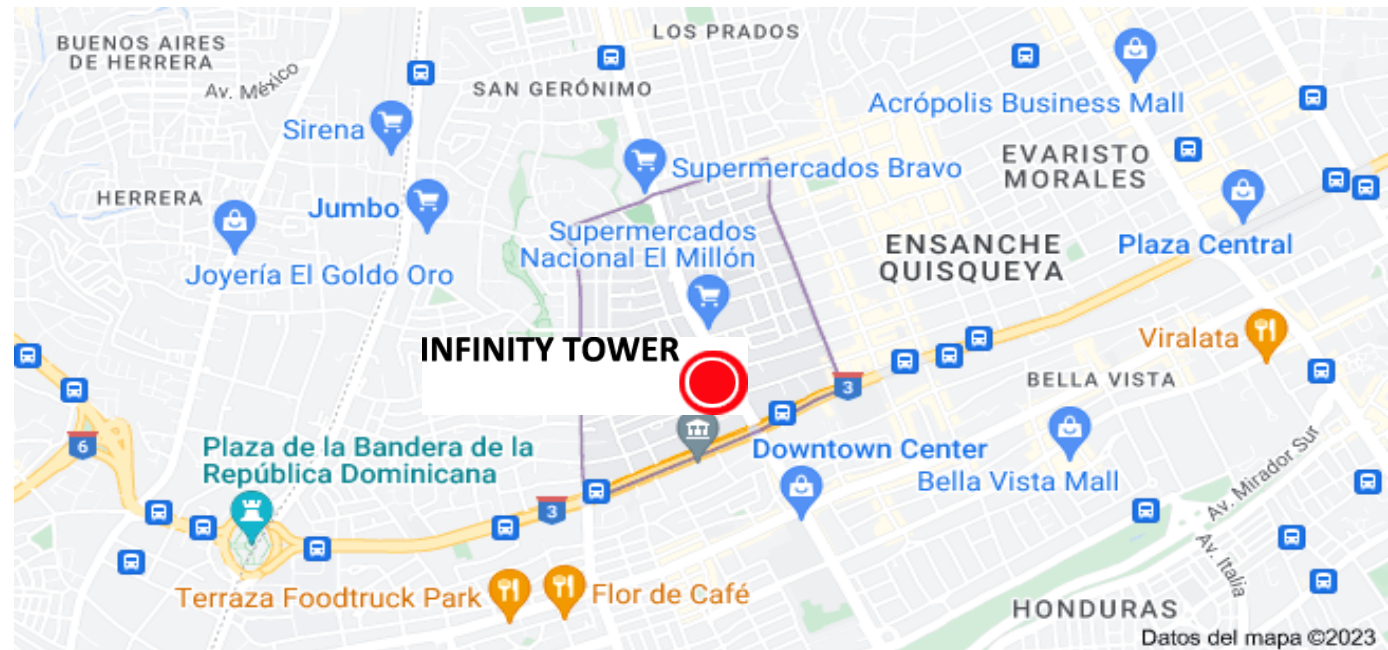 BUENOS AIRES
DE HERRERA
LOS PRADOS
Av. México
SAN GERÓNIMO
Acrópolis Business Mall
Sirena
EVARISTO
MORALES
Supermercados Bravo
HERRERA
Jumbo
Supermercados
Nacional El Millón
ENSANCHE
QUISQUEYA
Plaza Central
Joyería El Goldo Oro
INFINITY TOWER
Viralata
3
BELLA VISTA
6
Plaza de la Bandera de la
República Dominicana
Downtown Center
Bella Vista Mall
Av. Mirador Sur
3
Av. Italia
Terraza Foodtruck Park
Flor de Café
HONDURAS
Datos del mapa ©2023